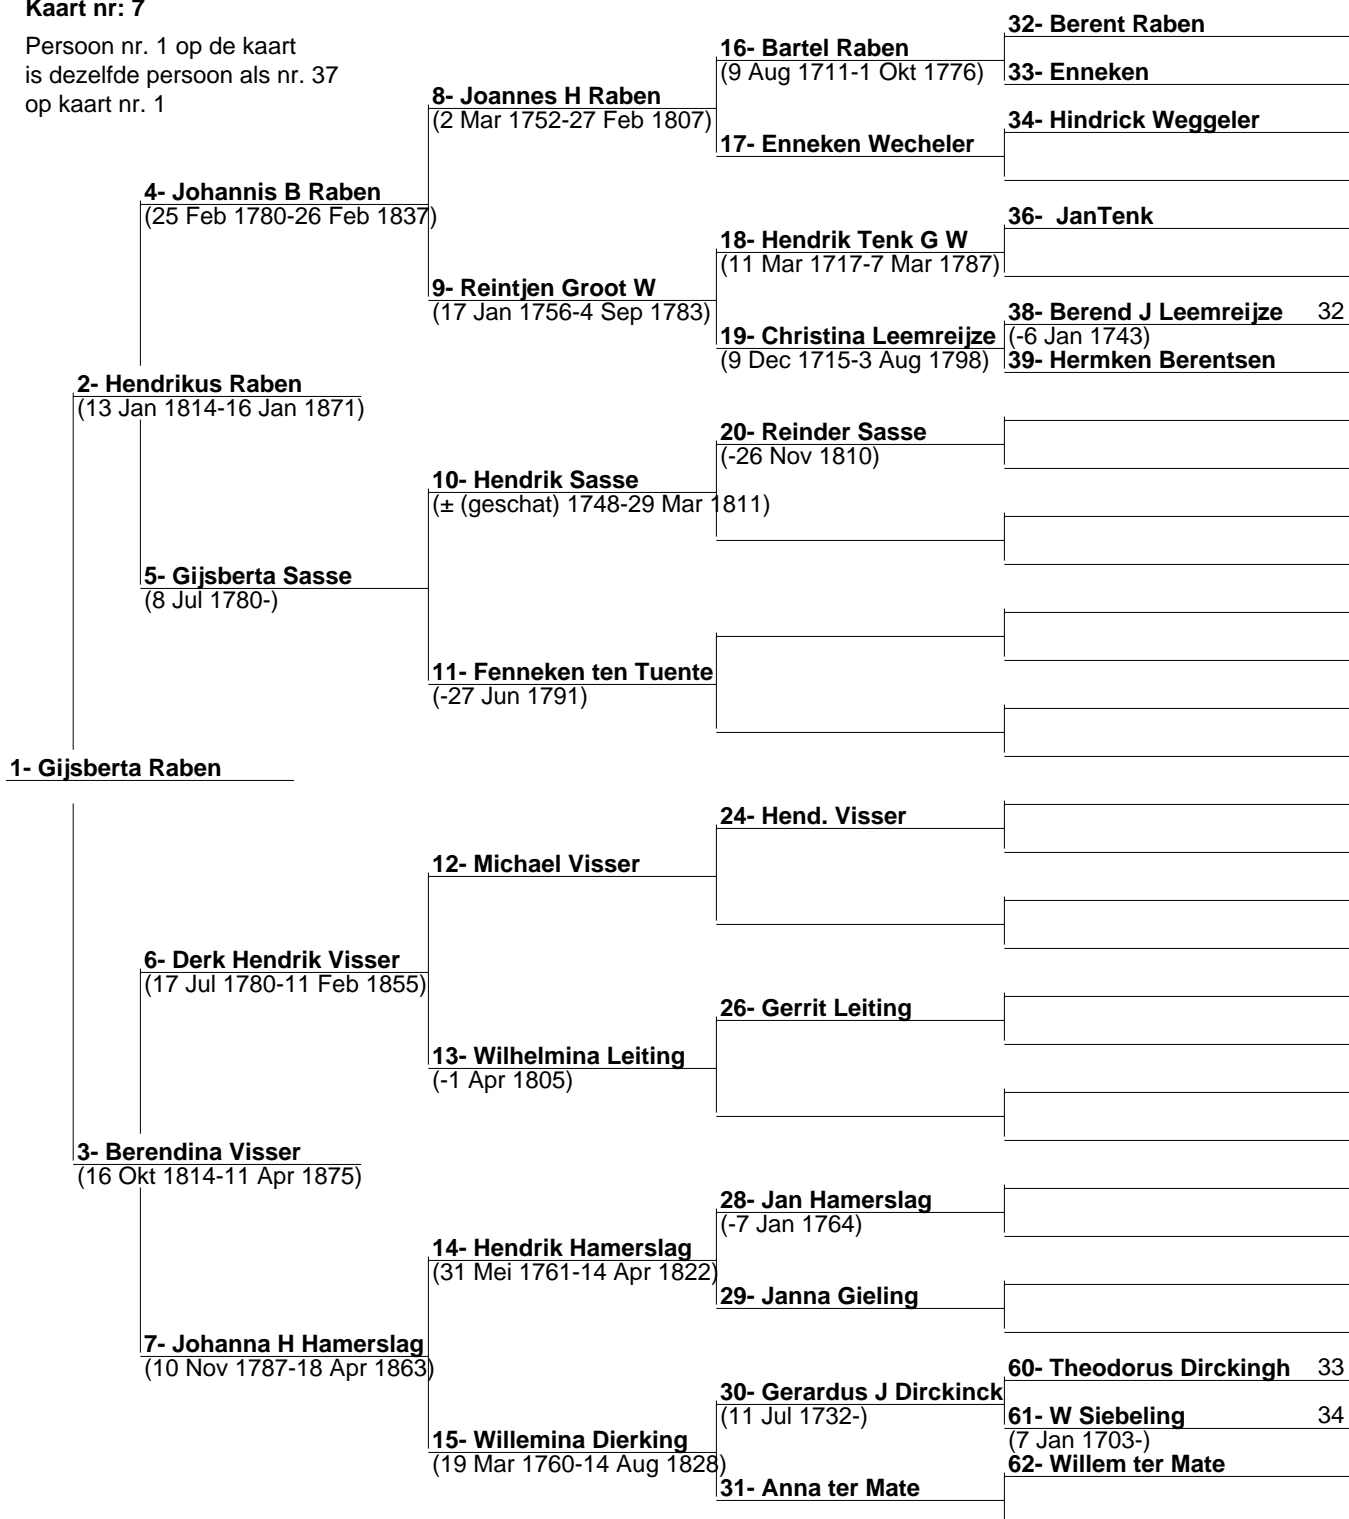 Kaart nr: 7
Persoon nr. 1 op de kaart
is dezelfde persoon als nr. 37
op kaart nr. 1
32- Berent Raben
16- Bartel Raben
(9 Aug 1711-1 Okt 1776)
33- Enneken
8- Joannes H Raben
(2 Mar 1752-27 Feb 1807)
34- Hindrick Weggeler
17- Enneken Wecheler
4- Johannis B Raben
(25 Feb 1780-26 Feb 1837)
36- JanTenk
18- Hendrik Tenk G W
(11 Mar 1717-7 Mar 1787)
9- Reintjen Groot W
(17 Jan 1756-4 Sep 1783)
38- Berend J Leemreijze 32
(-6 Jan 1743)
19- Christina Leemreijze
(9 Dec 1715-3 Aug 1798)
39- Hermken Berentsen
2- Hendrikus Raben
(13 Jan 1814-16 Jan 1871)
20- Reinder Sasse
(-26 Nov 1810)
10- Hendrik Sasse
(± (geschat) 1748-29 Mar 1811)
5- Gijsberta Sasse
(8 Jul 1780-)
11- Fenneken ten Tuente
(-27 Jun 1791)
1- Gijsberta Raben
24- Hend. Visser
12- Michael Visser
6- Derk Hendrik Visser
(17 Jul 1780-11 Feb 1855)
26- Gerrit Leiting
13- Wilhelmina Leiting
(-1 Apr 1805)
3- Berendina Visser
(16 Okt 1814-11 Apr 1875)
28- Jan Hamerslag
(-7 Jan 1764)
14- Hendrik Hamerslag
(31 Mei 1761-14 Apr 1822)
29- Janna Gieling
7- Johanna H Hamerslag
(10 Nov 1787-18 Apr 1863)
60- Theodorus Dirckingh 33
30- Gerardus J Dirckinck
(11 Jul 1732-)
61- W Siebeling 34
(7 Jan 1703-)
15- Willemina Dierking
(19 Mar 1760-14 Aug 1828)
62- Willem ter Mate
31- Anna ter Mate